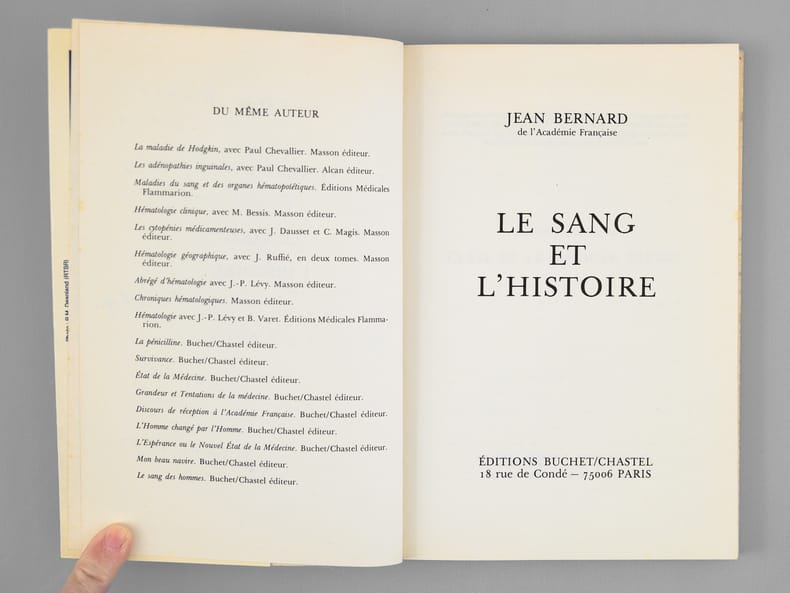 DU MÊME AUTEUR
La maladie de Hodgkin, avec Paul Chevallier. Masson éditeur.
Les adénopathies inguinales, avec Paul Chevallier. Alcan éditeur.
Maladies du sang et des organes hématopoïétiques. Éditions Médicales
Flammarion.
Hématologie clinique, avec M. Bessis. Masson éditeur.
Les cytopénies médicamenteuses, avec J. Dausset et C. Magis. Masson
éditeur.
Hématologie géographique, avec J. Ruffié, en deux tomes. Masson
éditeur.
Abrégé d'hématologie avec J.-P. Lévy. Masson éditeur.
Chroniques hématologiques. Masson éditeur.
Hématologie avec J.-P. Lévy et B. Varet. Éditions Médicales Flamma-
rion.
La pénicilline. Buchet/Chastel éditeur.
Survivance. Buchet/Chastel éditeur.
État de la Médecine. Buchet/Chastel éditeur.
Grandeur et Tentations de la médecine. Buchet/Chastel éditeur.
Discours de réception à l'Académie Française. Buchet/Chastel éditeur.
L'Homme changé par l'Homme. Buchet/Chastel éditeur.
L'Espérance ou le Nouvel État de la Médecine. Buchet/Chastel éditeur.
Mon beau navire. Buchet/Chastel éditeur.
Le sang des hommes. Buchet/Chastel éditeur.
JEAN BERNARD
de l'Académie Française
LE SANG
ET
L'HISTOIRE
ÉDITIONS BUCHET/CHASTEL
18 rue de Condé — 75006 PARIS